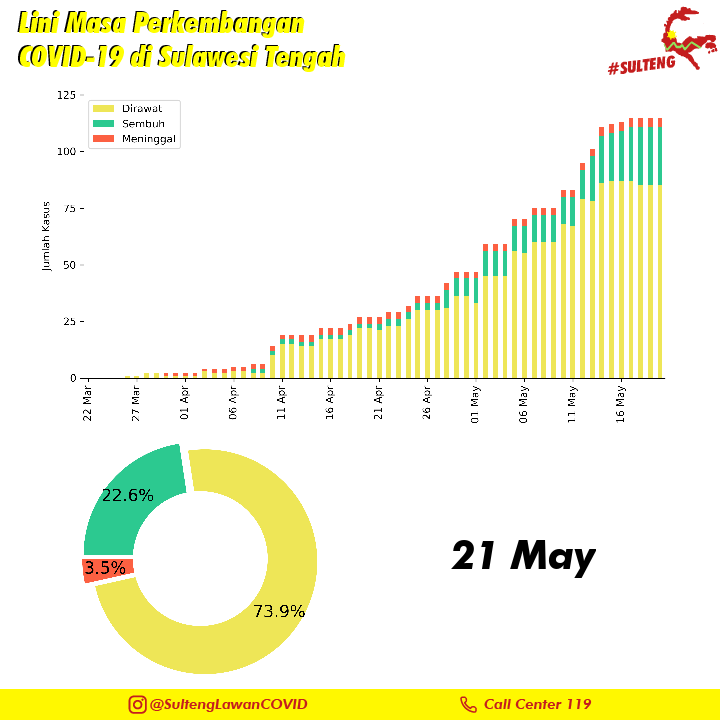 Lini Masa Perkembangan
COVID-19 di Sulawesi Tengah
#SULTENG
125
100
75
50
25
0
Jumlah Kasus
Dirawat
Sembuh
Meninggal
22 Mar
27 Mar
01 Apr
06 Apr
11 Apr
16 Apr
21 Apr
26 Apr
01 May
06 May
11 May
16 May
22.6%
3.5%
73.9%
21 May
@SultengLawanCOVID
Call Center 119